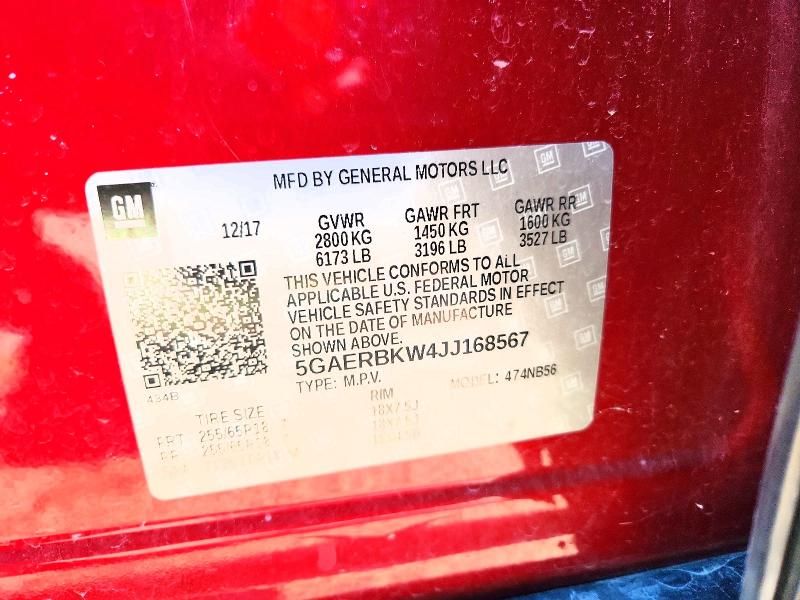 MFD BY GENERAL MOTORS LLC
GM
12/17
GVWR
2800 KG
6173 LB
GAWR FRT
1450 KG
3196 LB
GAWR RR
1600 KG
3527 LB
THIS VEHICLE CONFORMS TO ALL
APPLICABLE U.S. FEDERAL MOTOR
VEHICLE SAFETY STANDARDS IN EFFECT
ON THE DATE OF MANUFACTURE
SHOWN ABOVE.
5GAERBKW4JJ168567
TYPE: M.P.V.
MODEL: 474NB56
434B
TIRE SIZE
RIM
FRT 255/65R18
18X7.5J